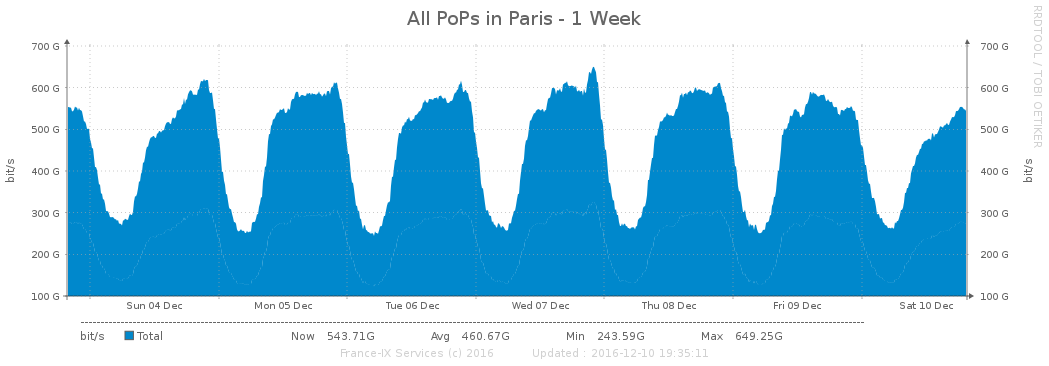 All PoPs in Paris - 1 Week
RRDTOOL / TOBI OETIKER
700 G 700 G
600 G 600 G
500 G 500 G
400 G 400 G
300 G 300 G
200 G 200 G
100 G 100 G
bit/s bit/s
Sun 04 Dec Mon 05 Dec Tue 06 Dec Wed 07 Dec Thu 08 Dec Fri 09 Dec Sat 10 Dec
bit/s Total Now 543.71G Avg 460.67G Min 243.59G Max 649.25G
France-IX Services (c) 2016 Updated : 2016-12-10 19:35:11